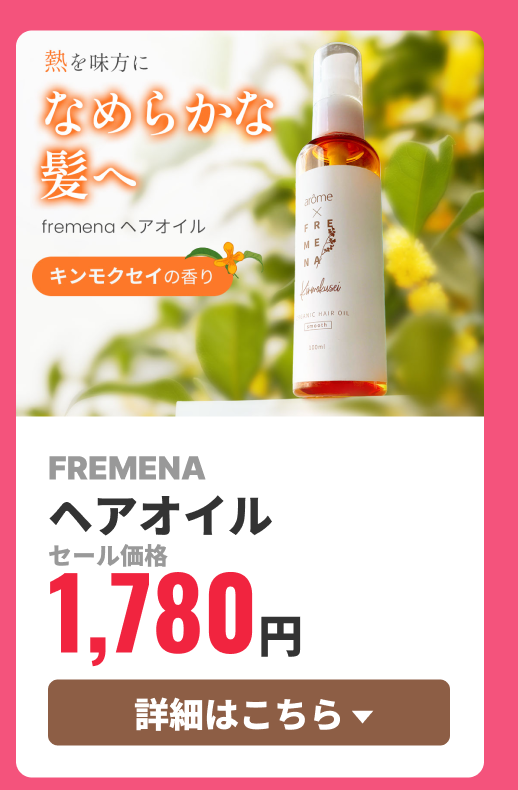 熱を味方に
なめらかな
髪へ
fremena ヘアオイル
キンモクセイの香り
arôme
×
FRE
ME
NA
Kinmokusei
ORGANIC HAIR OIL
smooth
100ml
FREMENA
ヘアオイル
セール価格
1,780円
詳細はこちら